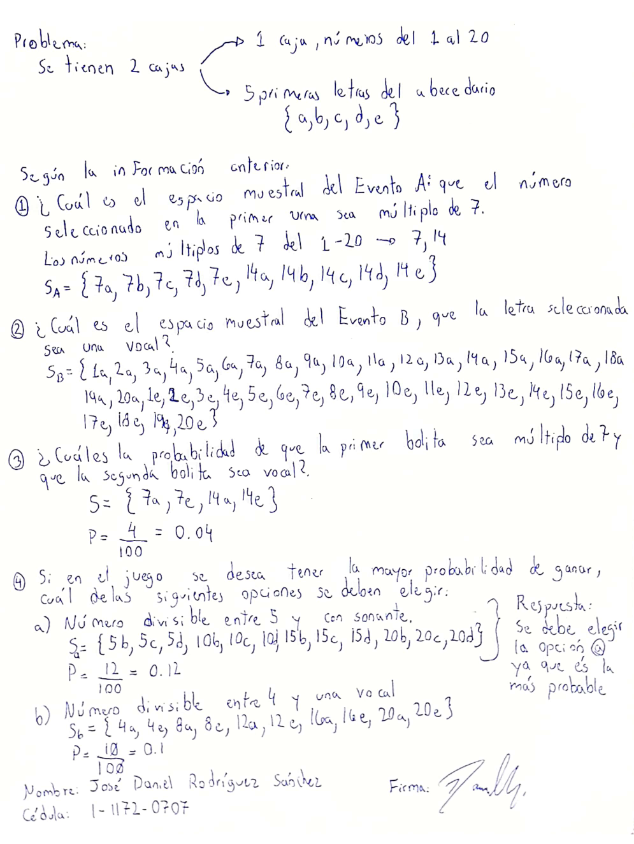 Problema:
Se tienen 2 cajas
→ 1 caja, números del 1 al 20
→ 5 primeras letras del abecedario
{a,b,c,d,e}
Según la información anterior.
① ¿Cuál es el espacio muestral del Evento A: que el número
seleccionado en la primer urna sea múltiplo de 7.
Los números múltiplos de 7 del 1-20 → 7,14
S_A = {7a, 7b, 7c, 7d, 7e, 14a, 14b, 14c, 14d, 14e}
② ¿Cuál es el espacio muestral del Evento B, que la letra seleccionada
sea una vocal?
S_B = {1a, 2a, 3a, 4a, 5a, 6a, 7a, 8a, 9a, 10a, 11a, 12a, 13a, 14a, 15a, 16a, 17a, 18a
19a, 20a, 1e, 2e, 3e, 4e, 5e, 6e, 7e, 8e, 9e, 10e, 11e, 12e, 13e, 14e, 15e, 16e,
17e, 18e, 19e, 20e}
③ ¿Cuál es la probabilidad de que la primer bolita sea múltiplo de 7 y
que la segunda bolita sea vocal?.
S = {7a, 7e, 14a, 14e}
P = 4/100 = 0.04
④ Si en el juego se desea tener la mayor probabilidad de ganar,
cuál de las siguientes opciones se deben elegir:
a) Número divisible entre 5 y consonante.
S_a = {5b, 5c, 5d, 10b, 10c, 10d, 15b, 15c, 15d, 20b, 20c, 20d}
P = 12/100 = 0.12
Respuesta:
Se debe elegir
la opción ⓐ
ya que es la
más probable
b) Número divisible entre 4 y una vocal
S_b = {4a, 4e, 8a, 8e, 12a, 12e, 16a, 16e, 20a, 20e}
P = 10/100 = 0.1
Nombre: José Daniel Rodríguez Sánchez
Firma:
Cédula: 1-1172-0707